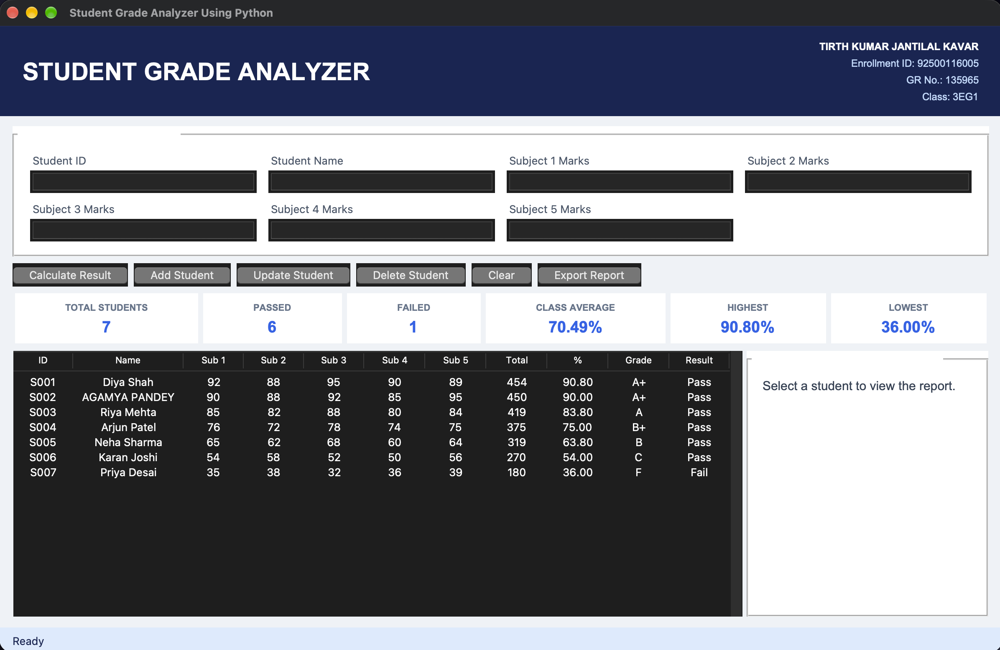 Student Grade Analyzer Using Python
STUDENT GRADE ANALYZER
TIRTH KUMAR JANTILAL KAVAR
Enrollment ID: 92500116005
GR No.: 135965
Class: 3EG1
Student ID Student Name Subject 1 Marks Subject 2 Marks
Subject 3 Marks Subject 4 Marks Subject 5 Marks
Calculate Result Add Student Update Student Delete Student Clear Export Report
TOTAL STUDENTS PASSED FAILED CLASS AVERAGE HIGHEST LOWEST
7 6 1 70.49% 90.80% 36.00%
ID Name Sub 1 Sub 2 Sub 3 Sub 4 Sub 5 Total % Grade Result
S001 Diya Shah 92 88 95 90 89 454 90.80 A+ Pass
S002 AGAMYA PANDEY 90 88 92 85 95 450 90.00 A+ Pass
S003 Riya Mehta 85 82 88 80 84 419 83.80 A Pass
S004 Arjun Patel 76 72 78 74 75 375 75.00 B+ Pass
S005 Neha Sharma 65 62 68 60 64 319 63.80 B Pass
S006 Karan Joshi 54 58 52 50 56 270 54.00 C Pass
S007 Priya Desai 35 38 32 36 39 180 36.00 F Fail
Select a student to view the report.
Ready